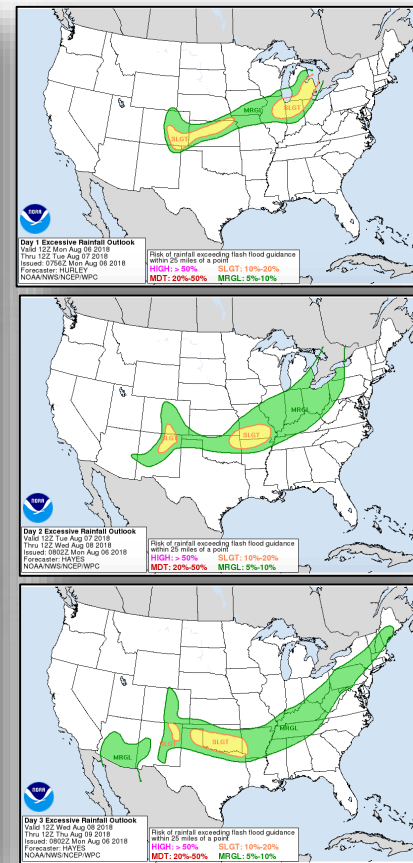 MRGL
SLGT
SLGT
NOAA
Day 1 Excessive Rainfall Outlook
Valid 12Z Mon Aug 06 2018
Thru 12Z Tue Aug 07 2018
Issued: 0756Z Mon Aug 06 2018
Forecaster: HURLEY
NOAA/NWS/NCEP/WPC
Risk of rainfall exceeding flash flood guidance
within 25 miles of a point
HIGH: > 50% SLGT: 10%-20%
MDT: 20%-50% MRGL: 5%-10%
MRGL
SLGT
SLGT
NOAA
Day 2 Excessive Rainfall Outlook
Valid 12Z Tue Aug 07 2018
Thru 12Z Wed Aug 08 2018
Issued: 0802Z Mon Aug 06 2018
Forecaster: HAYES
NOAA/NWS/NCEP/WPC
Risk of rainfall exceeding flash flood guidance
within 25 miles of a point
HIGH: > 50% SLGT: 10%-20%
MDT: 20%-50% MRGL: 5%-10%
MRGL
SLGT
SLGT
MRGL
NOAA
Day 3 Excessive Rainfall Outlook
Valid 12Z Wed Aug 08 2018
Thru 12Z Thu Aug 09 2018
Issued: 0802Z Mon Aug 06 2018
Forecaster: HAYES
NOAA/NWS/NCEP/WPC
Risk of rainfall exceeding flash flood guidance
within 25 miles of a point
HIGH: > 50% SLGT: 10%-20%
MDT: 20%-50% MRGL: 5%-10%